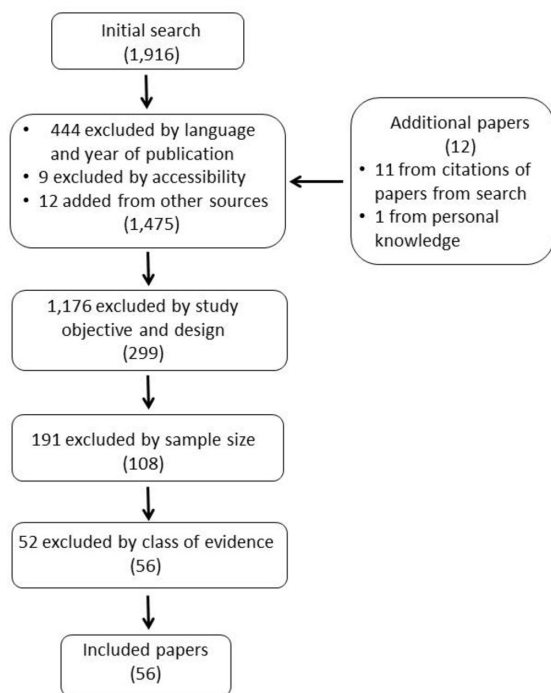 Initial search
(1,916)
• 444 excluded by language
and year of publication
• 9 excluded by accessibility
• 12 added from other sources
(1,475)
Additional papers
(12)
• 11 from citations of
papers from search
• 1 from personal
knowledge
1,176 excluded by study
objective and design
(299)
191 excluded by sample size
(108)
52 excluded by class of evidence
(56)
Included papers
(56)